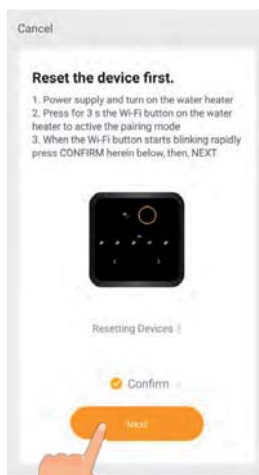 Cancel
Reset the device first.
1. Power supply and turn on the water heater
2. Press for 3 s the Wi-Fi button on the water
heater to active the pairing mode
3. When the Wi-Fi button starts blinking rapidly
press CONFIRM herein below, then, NEXT
Resetting Devices
Confirm
Next